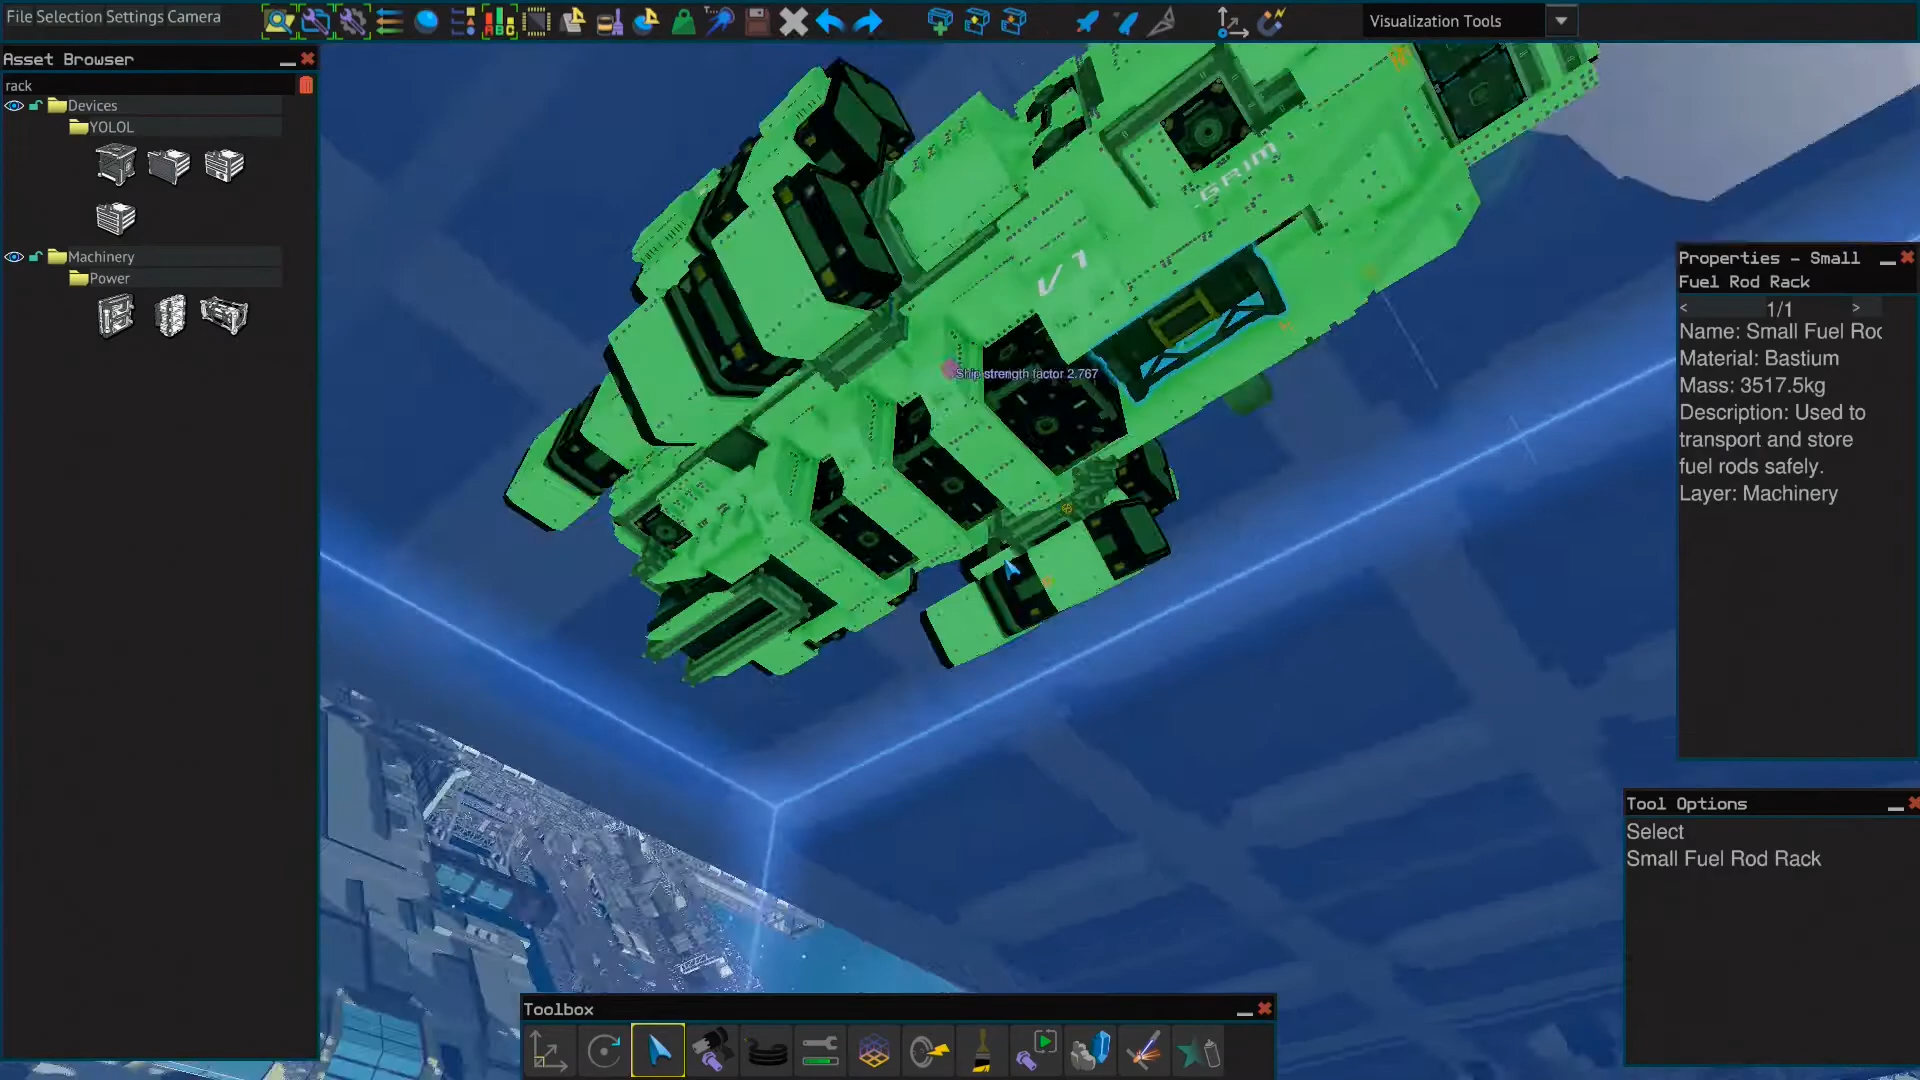 File Selection Settings Camera
ABC
Visualization Tools
Asset Browser
rack
Devices
YOLOL
Machinery
Power
GRIM
V1
Ship strength factor 2.767
Properties - Small
Fuel Rod Rack
< 1/1 >
Name: Small Fuel Roc
Material: Bastium
Mass: 3517.5kg
Description: Used to
transport and store
fuel rods safely.
Layer: Machinery
Tool Options
Select
Small Fuel Rod Rack
Toolbox